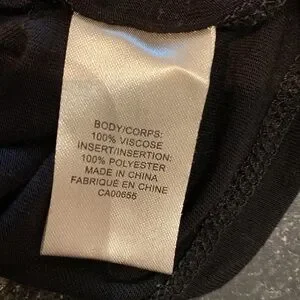 BODY/CORPS:
100% VISCOSE
INSERT/INSERTION:
100% POLYESTER
MADE IN CHINA
FABRIQUÉ EN CHINE
CA00655